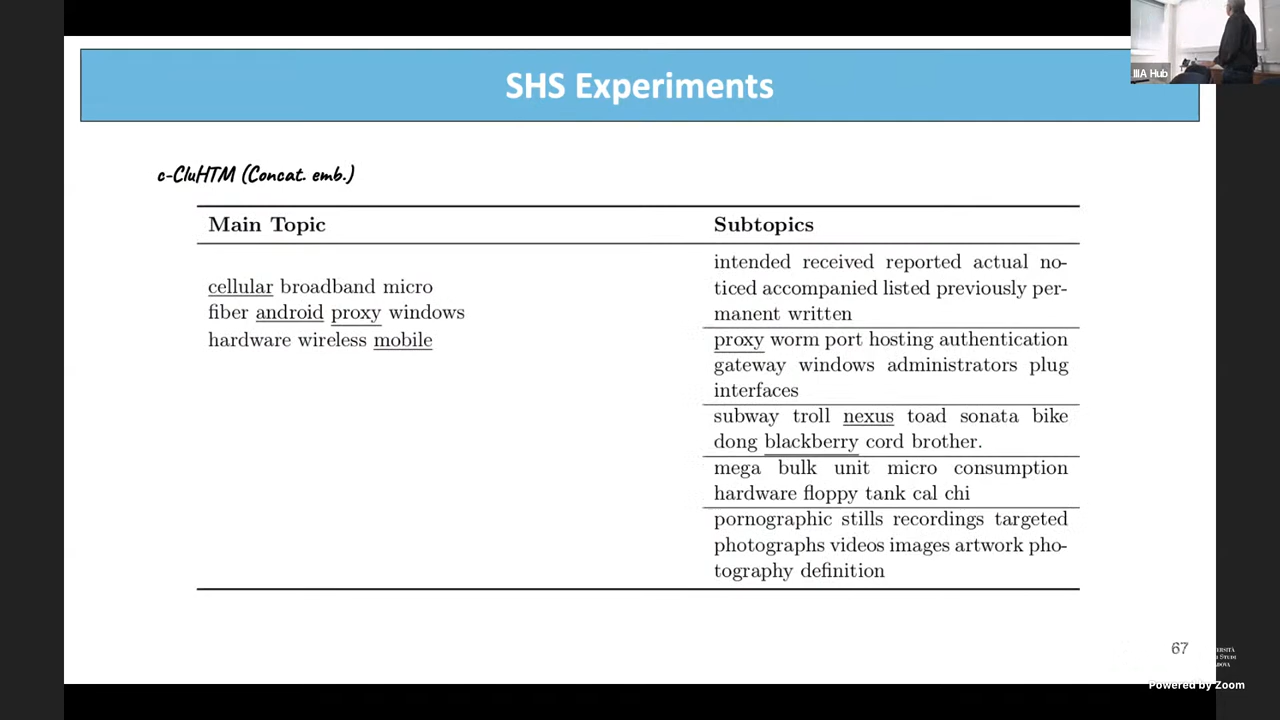 IIIA Hub
SHS Experiments
c-CluHTM (Concat. emb.)
Main Topic
Subtopics
cellular broadband micro
fiber android proxy windows
hardware wireless mobile
intended received reported actual no-
ticed accompanied listed previously per-
manent written
proxy worm port hosting authentication
gateway windows administrators plug
interfaces
subway troll nexus toad sonata bike
dong blackberry cord brother.
mega bulk unit micro consumption
hardware floppy tank cal chi
pornographic stills recordings targeted
photographs videos images artwork pho-
tography definition
67
Powered by Zoom